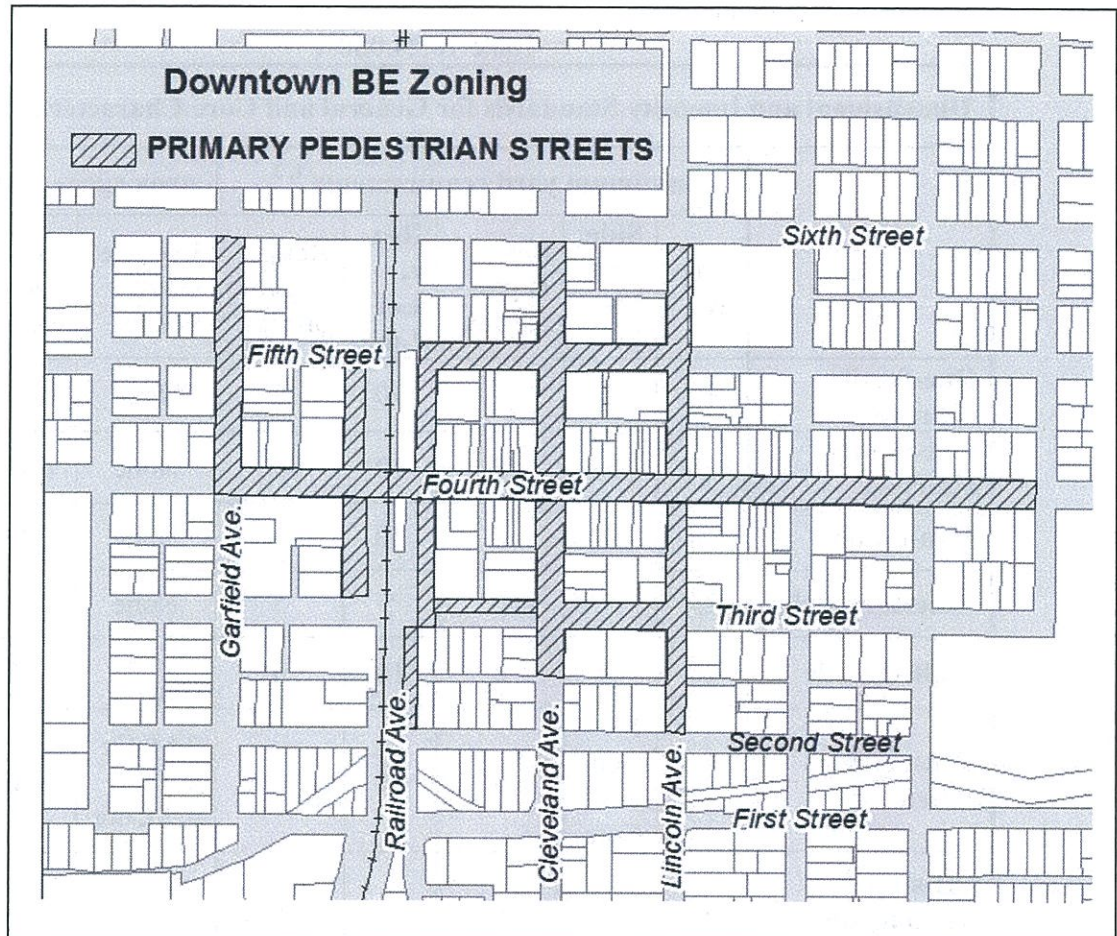 Downtown BE Zoning
PRIMARY PEDESTRIAN STREETS
Sixth Street
Fifth Street
Fourth Street
Garfield Ave.
Third Street
Railroad Ave.
Cleveland Ave.
Lincoln Ave.
Second Street
First Street